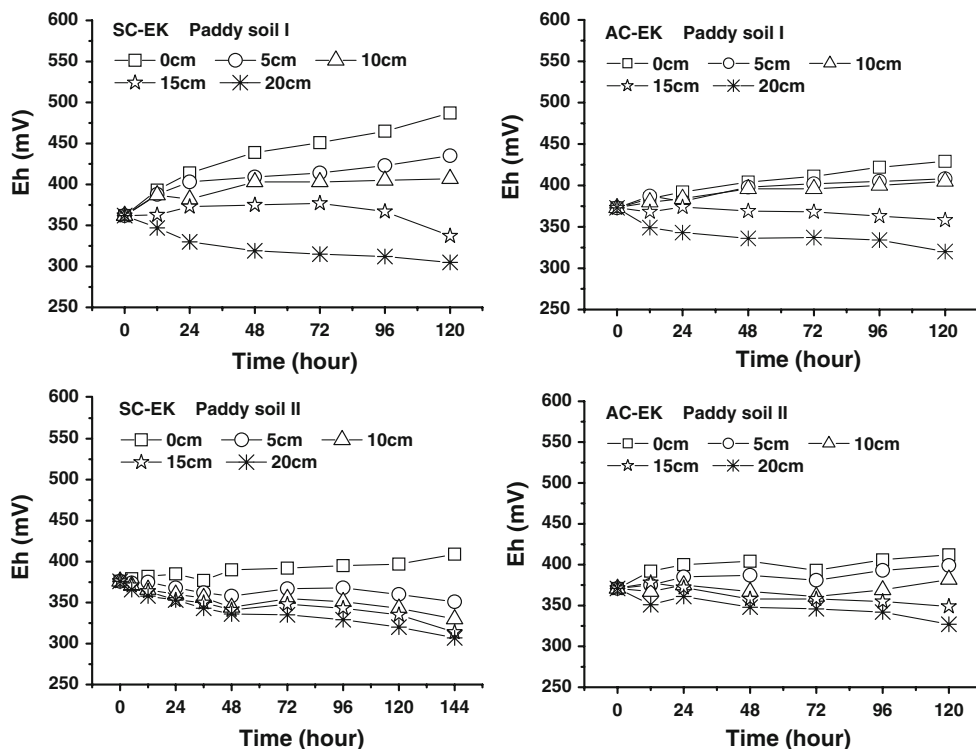 SC-EK Paddy soil I
0cm 5cm 10cm
15cm 20cm
600
550
500
450
400
350
300
250
Eh (mV)
0 24 48 72 96 120
Time (hour)
AC-EK Paddy soil I
0cm 5cm 10cm
15cm 20cm
600
550
500
450
400
350
300
250
Eh (mV)
0 24 48 72 96 120
Time (hour)
SC-EK Paddy soil II
0cm 5cm 10cm
15cm 20cm
600
550
500
450
400
350
300
250
Eh (mV)
0 24 48 72 96 120 144
Time (hour)
AC-EK Paddy soil II
0cm 5cm 10cm
15cm 20cm
600
550
500
450
400
350
300
250
Eh (mV)
0 24 48 72 96 120
Time (hour)